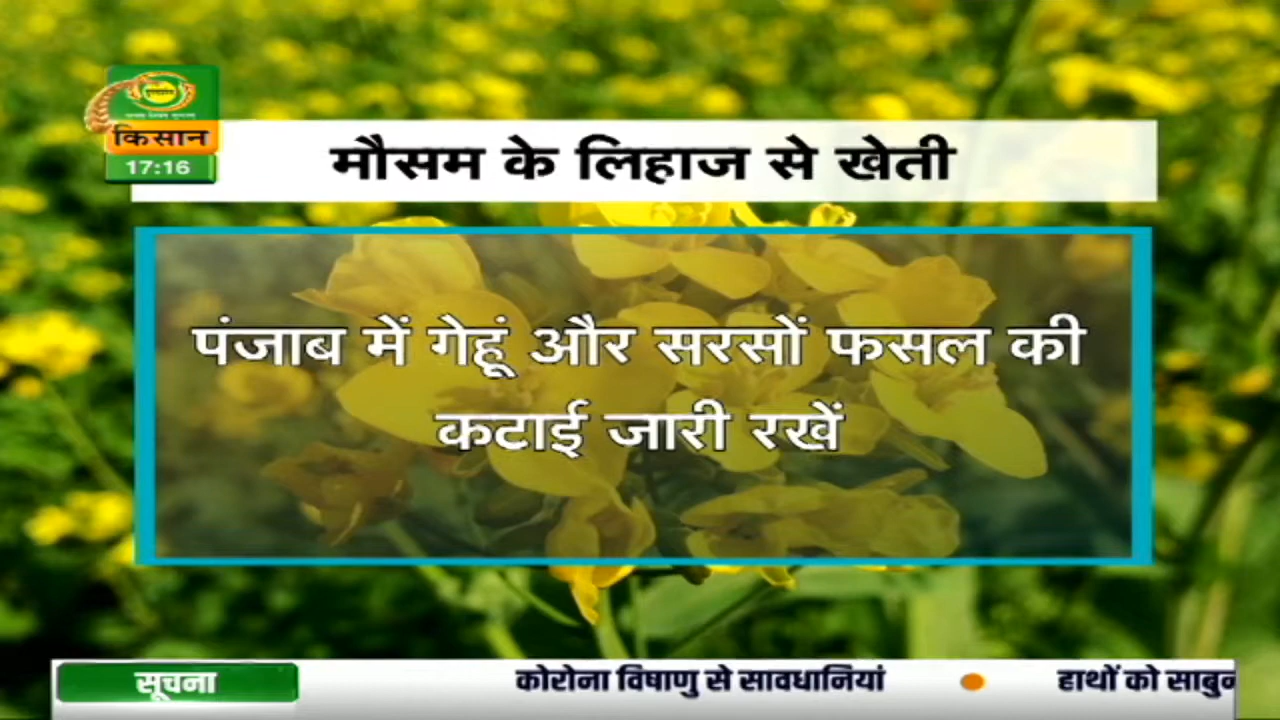 किसान
17:16
मौसम के लिहाज से खेती
पंजाब में गेहूं और सरसों फसल की
कटाई जारी रखें
सूचना
कोरोना विषाणु से सावधानियां
हाथों को साबुन